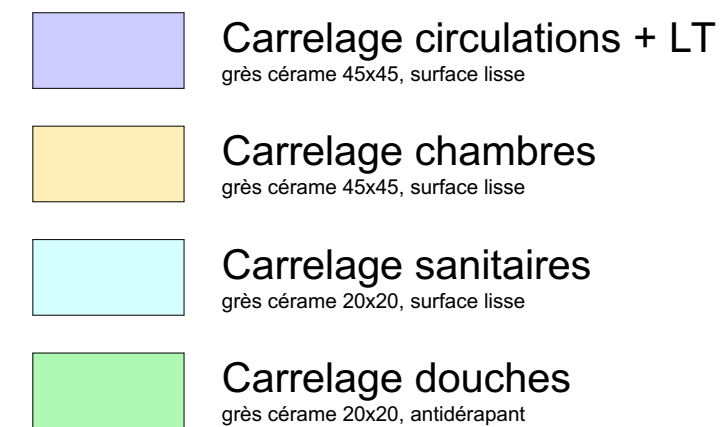 Carrelage circulations + LT
grès cérame 45x45, surface lisse
Carrelage chambres
grès cérame 45x45, surface lisse
Carrelage sanitaires
grès cérame 20x20, surface lisse
Carrelage douches
grès cérame 20x20, antidérapant